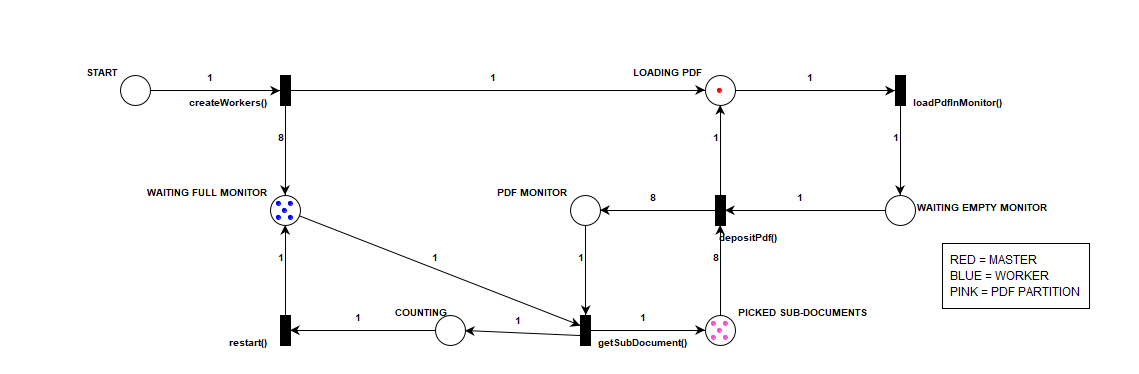 START
1
createWorkers()
1
LOADING PDF
1
loadPdfInMonitor()
8
1
1
WAITING FULL MONITOR
PDF MONITOR
8
1
WAITING EMPTY MONITOR
depositPdf()
1
1
1
8
RED = MASTER
BLUE = WORKER
PINK = PDF PARTITION
COUNTING
1
1
1
PICKED SUB-DOCUMENTS
restart()
getSubDocument()